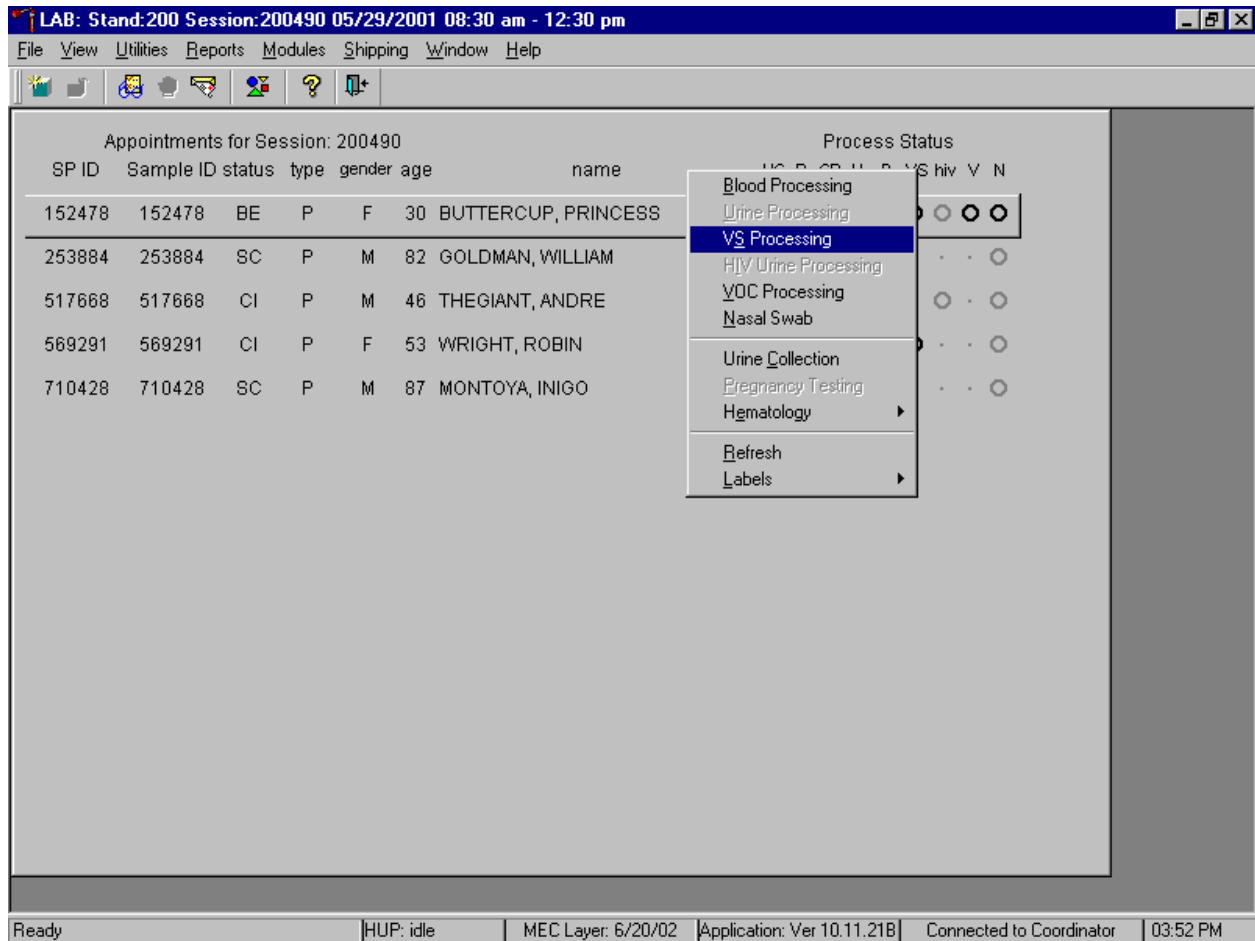 LAB: Stand:200 Session:200490 05/29/2001 08:30 am - 12:30 pm
File View Utilities Reports Modules Shipping Window Help
Appointments for Session: 200490 Process Status
SP ID Sample ID status type gender age name VS hiv V N
152478 152478 BE P F 30 BUTTERCUP, PRINCESS
253884 253884 SC P M 82 GOLDMAN, WILLIAM
517668 517668 CI P M 46 THEGIANT, ANDRE
569291 569291 CI P F 53 WRIGHT, ROBIN
710428 710428 SC P M 87 MONTOYA, INIGO
Blood Processing
Urine Processing
VS Processing
HIV Urine Processing
VOC Processing
Nasal Swab
Urine Collection
Pregnancy Testing
Hematology
Refresh
Labels
Ready HUP: idle MEC Layer: 6/20/02 Application: Ver 10.11.21B Connected to Coordinator 03:52 PM